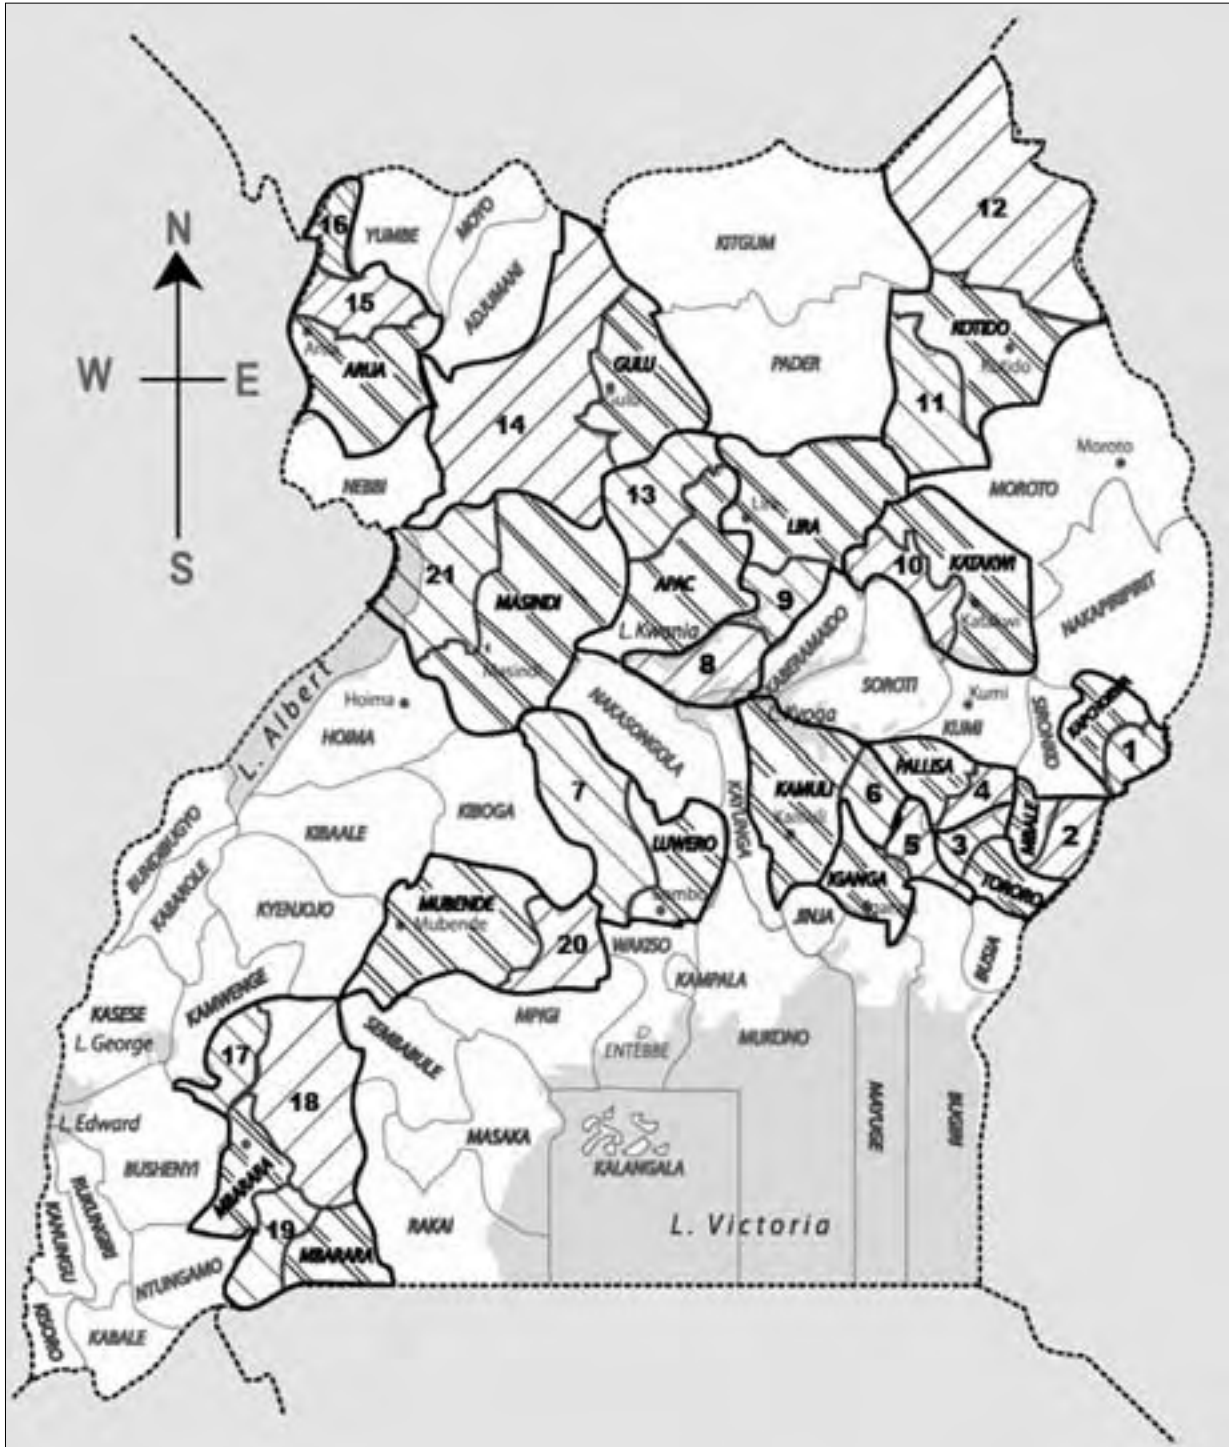 12
16
YUMBE
MOYO
N
KITGUM
ADJUMANI
15
KOTIDO
Kotido
ARUA
W
E
PADER
GULU
11
14
Moroto
NEBBI
MOROTO
13
Lira
LIRA
S
21
10
KATAKWI
MASINDI
APAC
9
Katakwi
NAKAPIRIPIRIT
L. Kwania
8
Masindi
KABERAMAIDO
SOROTI
Kumi
KAPCHORWA
L. Albert
Hoima
L. Kyoga
KUMI
SIRONKO
HOIMA
NAKASONGOLA
1
PALLISA
7
KAMULI
6
4
KIBOGA
KIBAALE
KAYUNGA
MBALE
2
BUNDIBUGYO
LUWERO
5
3
KABAROLE
IGANGA
TORORO
KYENJOJO
MUBENDE
Mubende
JINJA
20
WAKISO
BUSIA
KAMPALA
KASESE
KAMWENGE
MPIGI
SEMBABULE
L. George
17
ENTEBBE
MUKONO
18
MAYUGE
BUGIRI
L. Edward
MASAKA
BUSHENYI
MBARARA
KALANGALA
RUKUNGIRI
KANUNGU
19
RAKAI
L. Victoria
MBARARA
NTUNGAMO
KISORO
KABALE